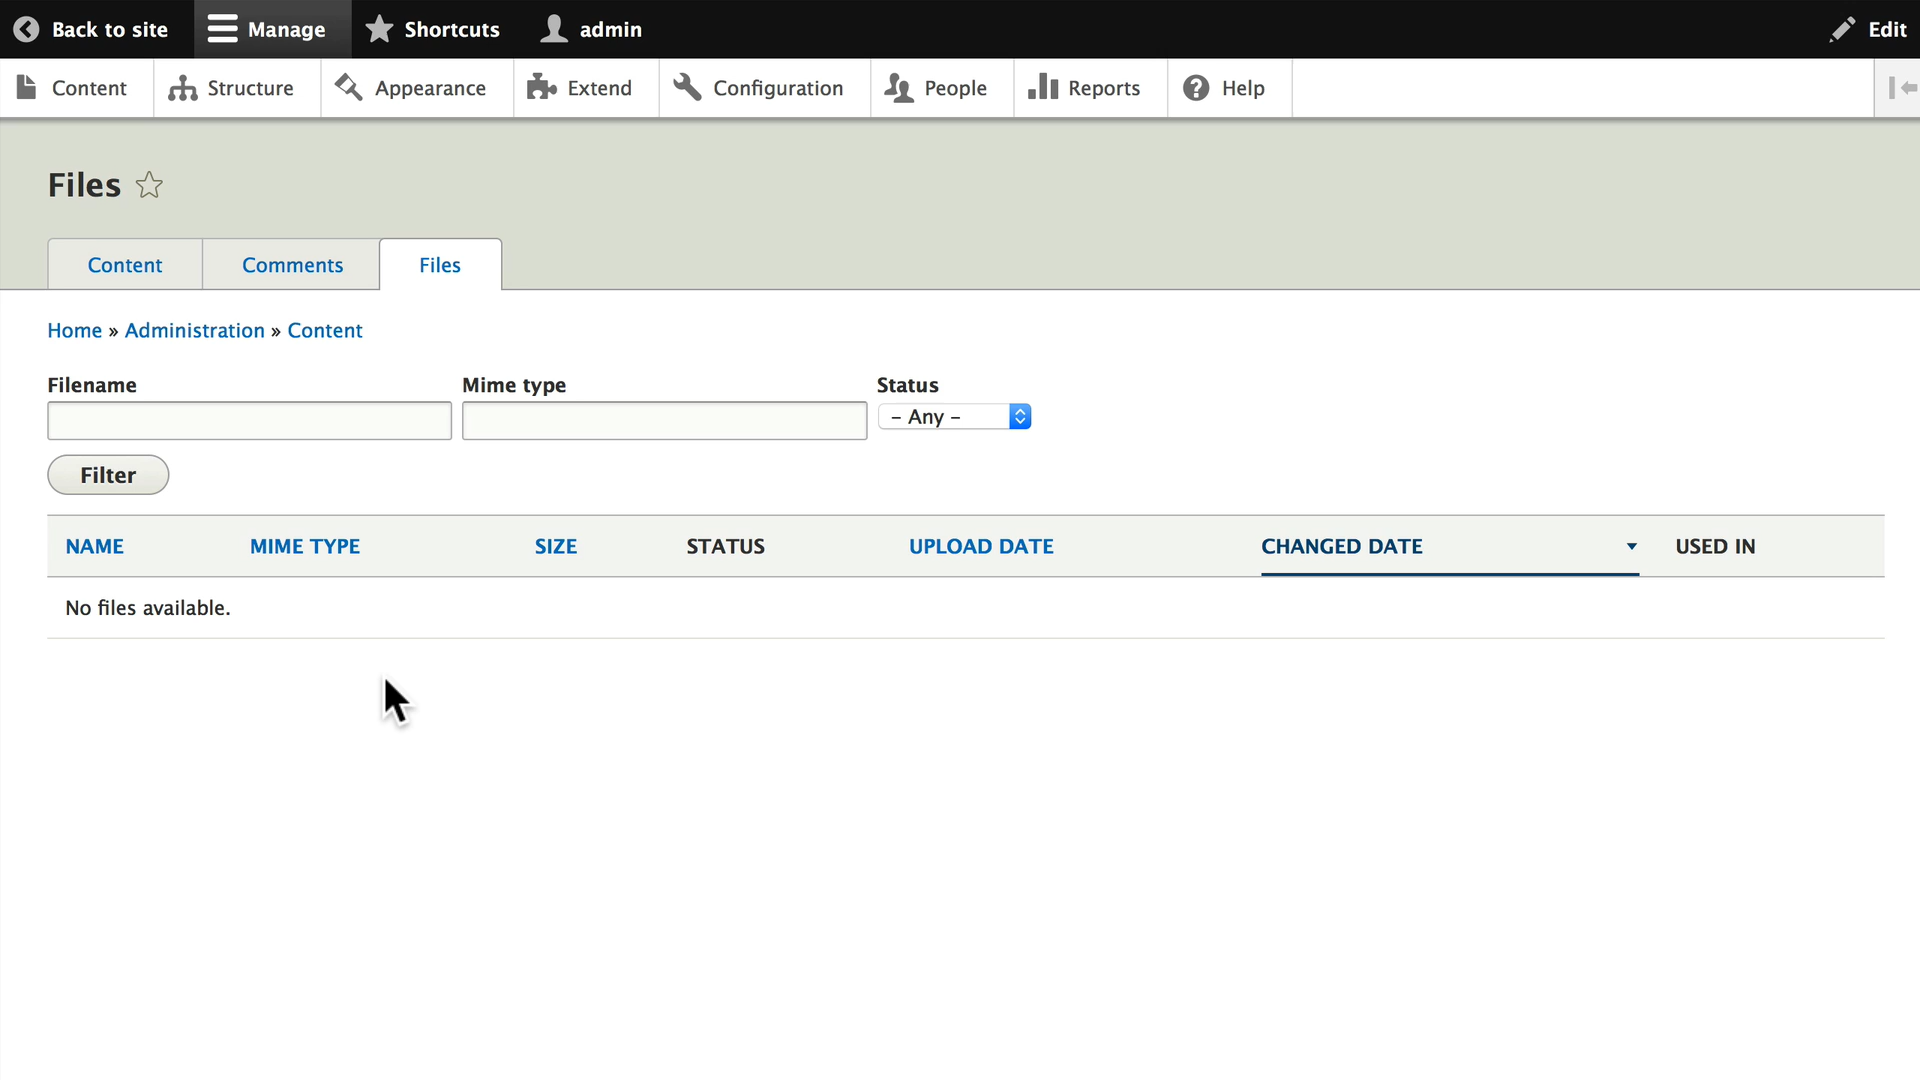 Back to site Manage Shortcuts admin Edit
Content Structure Appearance Extend Configuration People Reports Help
Files
Content Comments Files
Home » Administration » Content
Filename Mime type Status
– Any –
Filter
NAME MIME TYPE SIZE STATUS UPLOAD DATE CHANGED DATE USED IN
No files available.